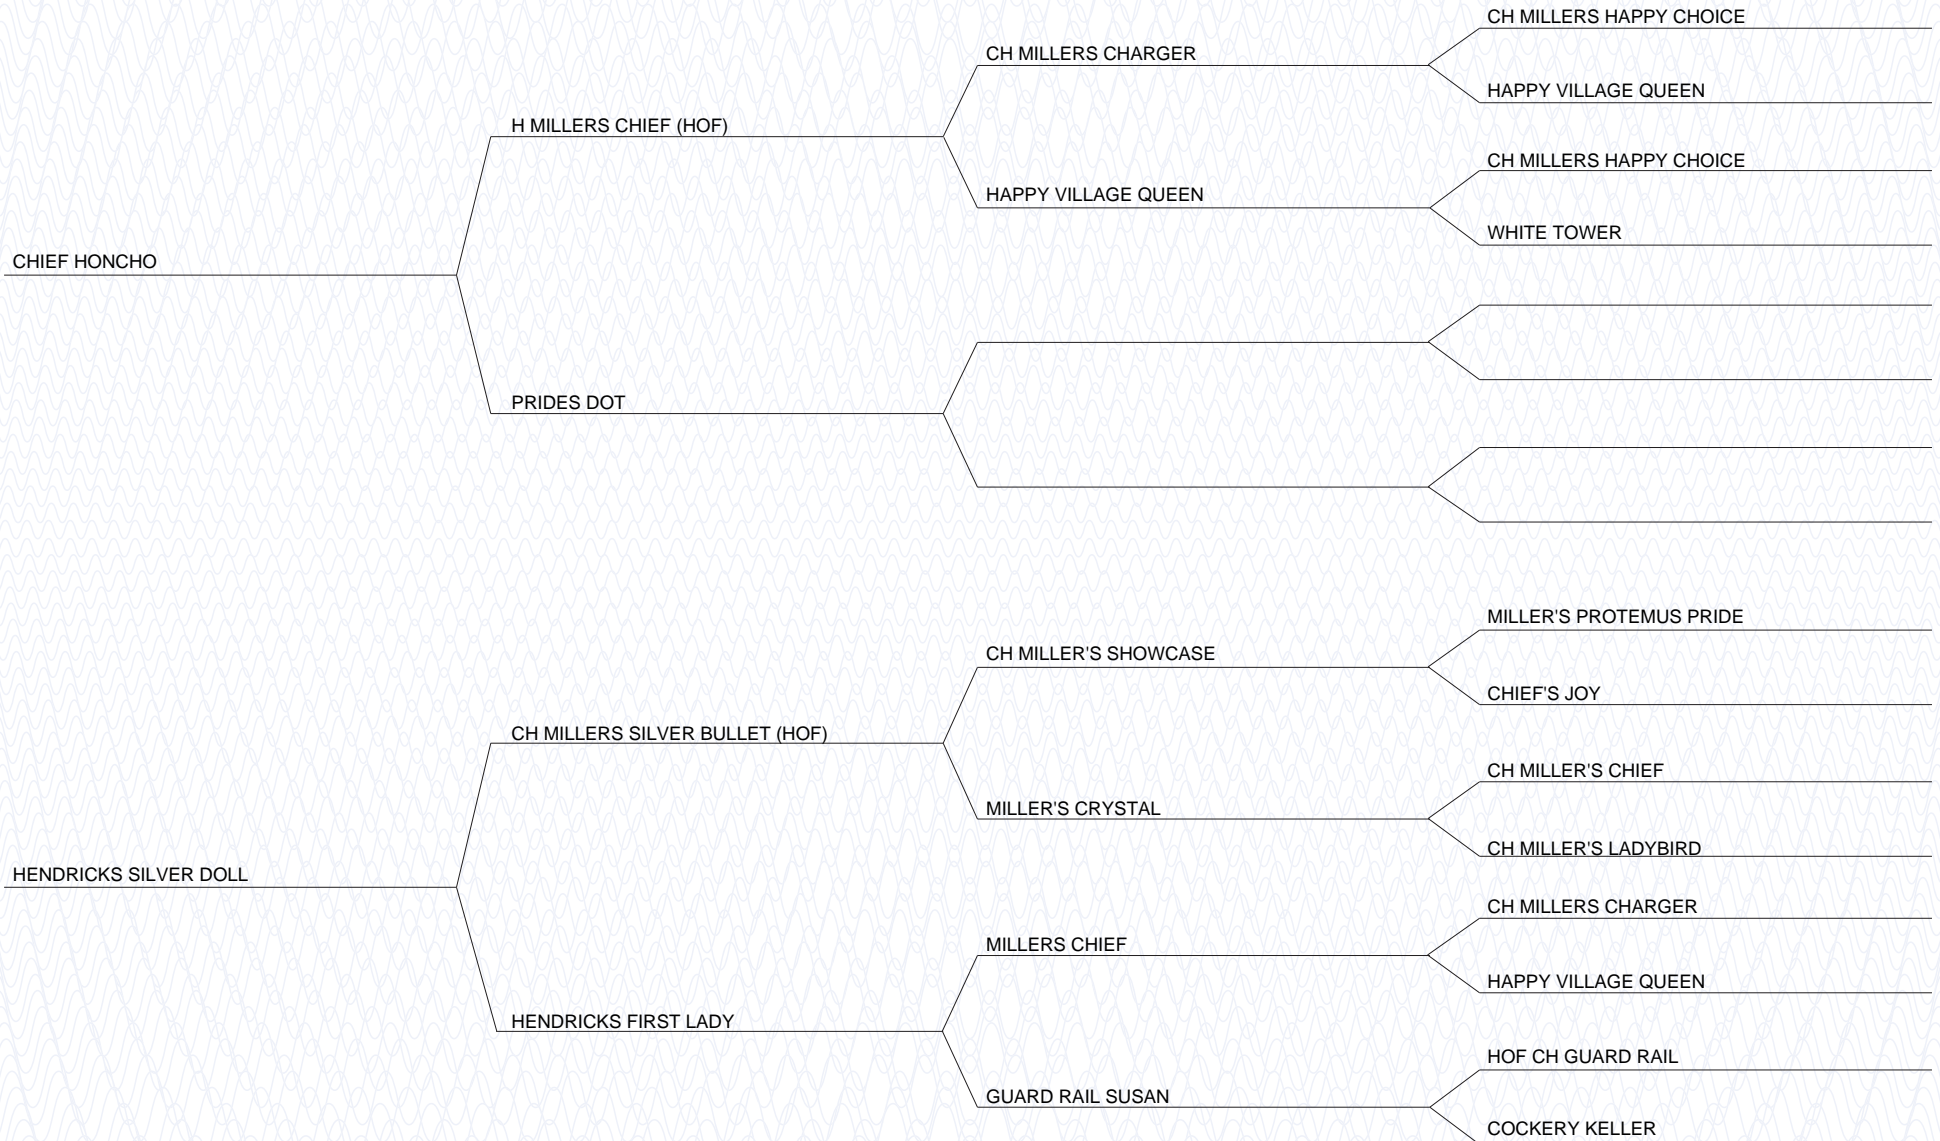 CH MILLERS HAPPY CHOICE
CH MILLERS CHARGER
HAPPY VILLAGE QUEEN
H MILLERS CHIEF (HOF)
CH MILLERS HAPPY CHOICE
HAPPY VILLAGE QUEEN
WHITE TOWER
CHIEF HONCHO
PRIDES DOT
MILLER'S PROTEMUS PRIDE
CH MILLER'S SHOWCASE
CHIEF'S JOY
CH MILLERS SILVER BULLET (HOF)
CH MILLER'S CHIEF
MILLER'S CRYSTAL
CH MILLER'S LADYBIRD
HENDRICKS SILVER DOLL
CH MILLERS CHARGER
MILLERS CHIEF
HAPPY VILLAGE QUEEN
HENDRICKS FIRST LADY
HOF CH GUARD RAIL
GUARD RAIL SUSAN
COCKERY KELLER